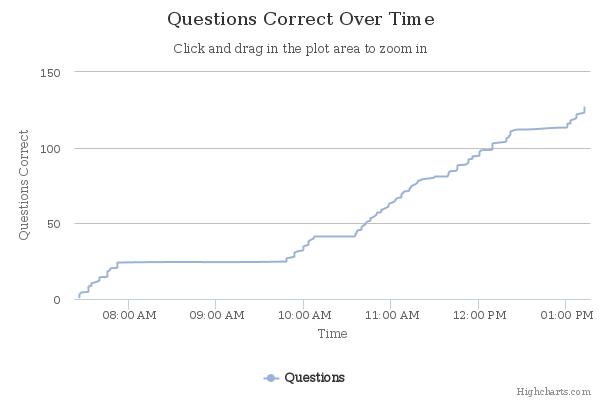 Questions Correct Over Time
Click and drag in the plot area to zoom in
Questions Correct
150
100
50
0
08:00 AM 09:00 AM 10:00 AM 11:00 AM 12:00 PM 01:00 PM
Time
Questions
Highcharts.com